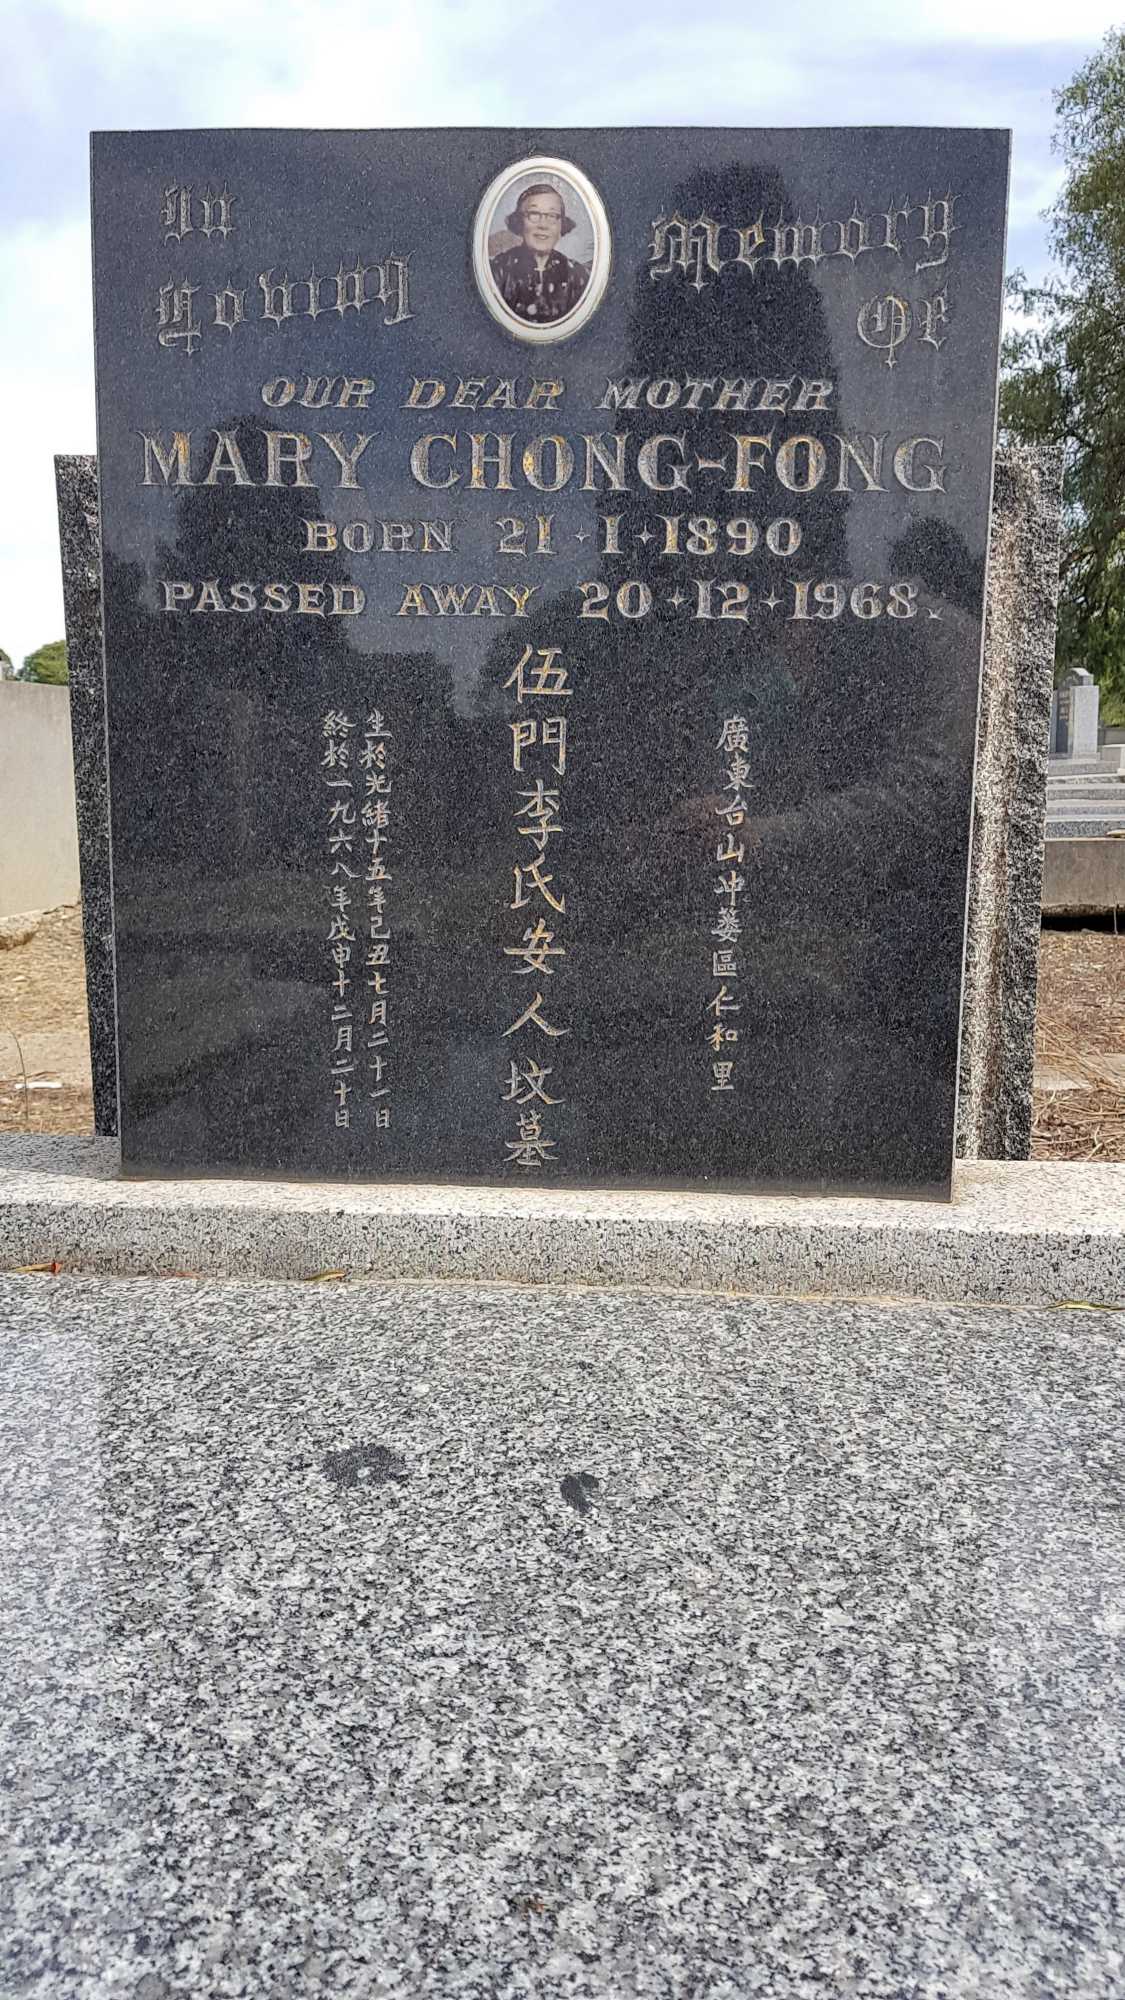 In Loving Memory Of
OUR DEAR MOTHER
MARY CHONG-FONG
BORN 21·1·1890
PASSED AWAY 20·12·1968.
廣東台山冲蒌區仁和里
伍門李氏安人坟墓
生於光緒十五年己丑七月二十一日
終於一九六八年戊申十二月二十日